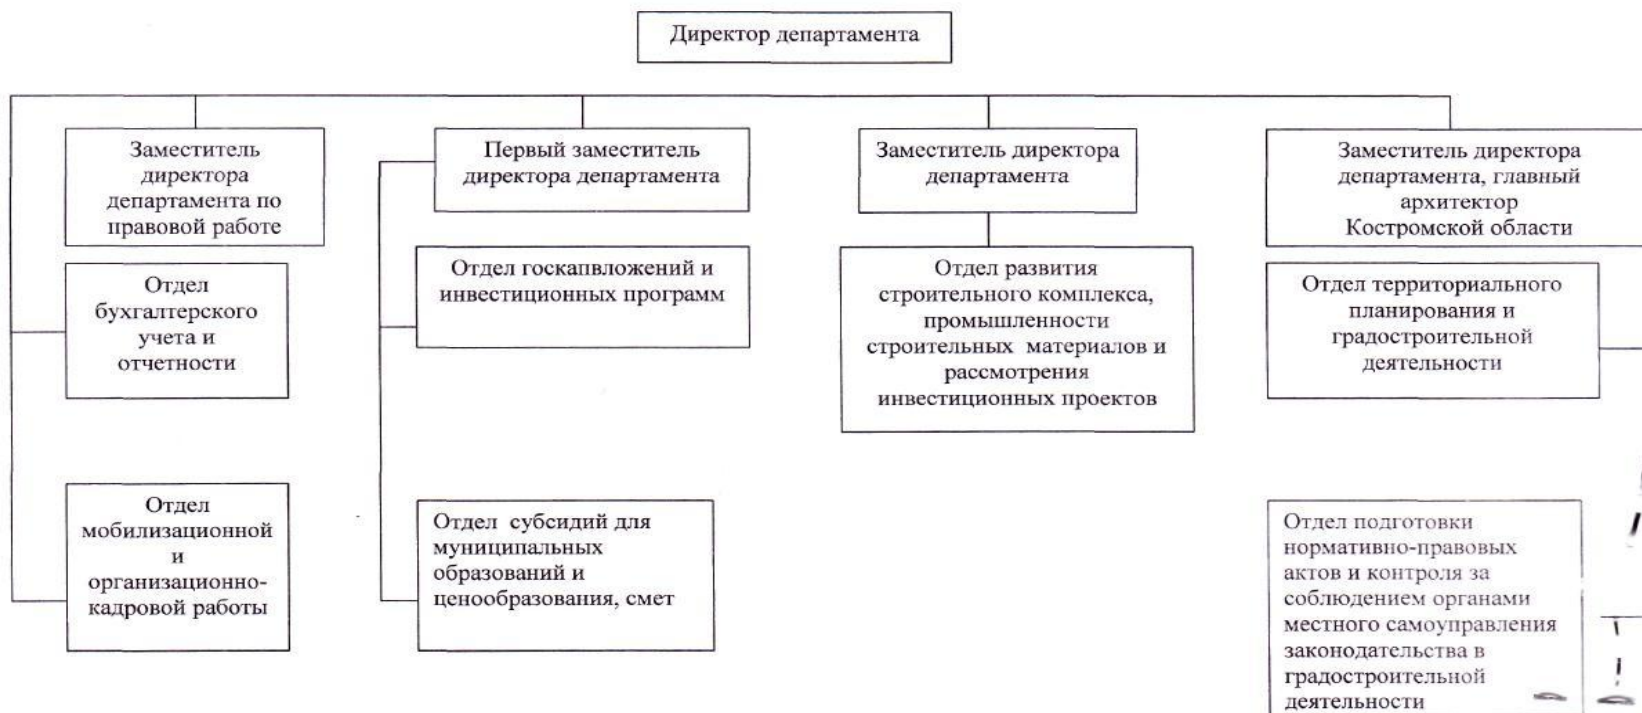 Директор департамента
Заместитель
директора
департамента по
правовой работе
Первый заместитель
директора департамента
Заместитель директора
департамента
Заместитель директора
департамента, главный
архитектор
Костромской области
Отдел
бухгалтерского
учета и
отчетности
Отдел госкапвложений и
инвестиционных программ
Отдел развития
строительного комплекса,
промышленности
строительных материалов и
рассмотрения
инвестиционных проектов
Отдел территориального
планирования и
градостроительной
деятельности
Отдел
мобилизационной
и
организационно-
кадровой работы
Отдел субсидий для
муниципальных
образований и
ценообразования, смет
Отдел подготовки
нормативно-правовых
актов и контроля за
соблюдением органами
местного самоуправления
законодательства в
градостроительной
деятельности